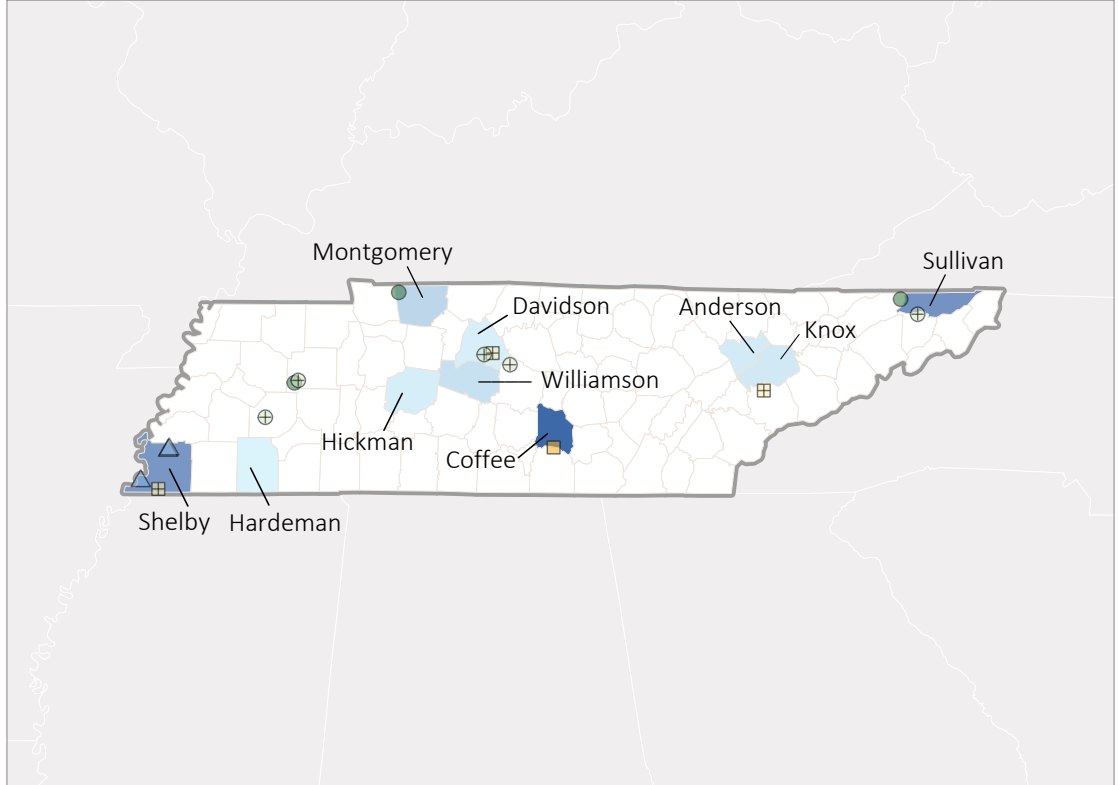 Montgomery
Sullivan
Davidson
Anderson
Knox
Williamson
Hickman
Coffee
Shelby
Hardeman